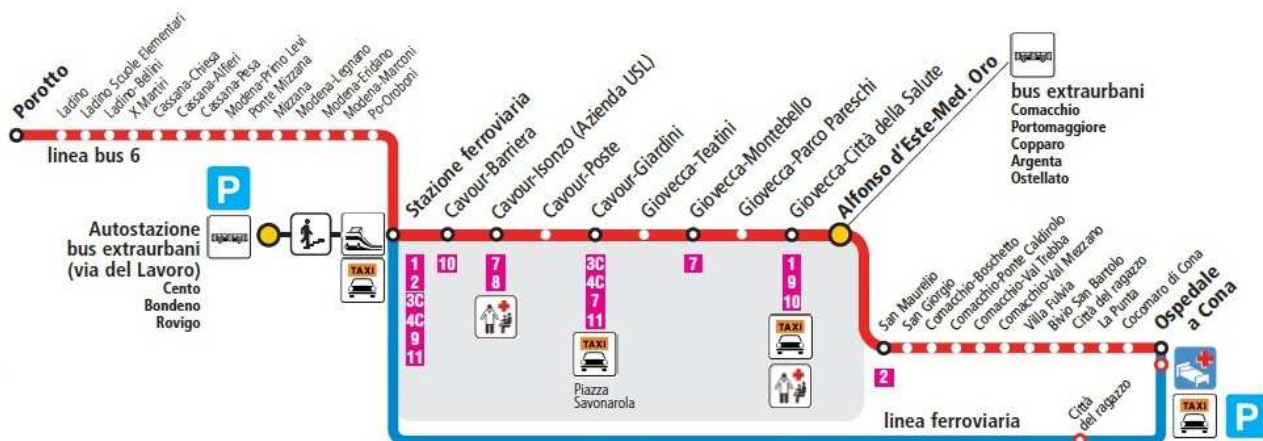 Porotto
Ladino
Ladino Scuole Elementari
Ladino-Bellini
X Martiri
Cassana-Chiesa
Cassana-Alfieri
Cassana-Pesa
Modena-Primo Levi
Ponte Mizzana
Mizzana
Modena-Legnano
Modena-Eridano
Modena-Marconi
Po-Oroboni
linea bus 6
P
Autostazione
bus extraurbani
(via del Lavoro)
Cento
Bondeno
Rovigo
TAXI
Stazione ferroviaria
Cavour-Barriera
Cavour-Isonzo (Azienda USL)
Cavour-Poste
Cavour-Giardini
Giovecca-Teatini
Giovecca-Montebello
Giovecca-Parco Pareschi
Giovecca-Città della Salute
Alfonso d'Este-Med. Oro
bus extraurbani
Comacchio
Portomaggiore
Copparo
Argenta
Ostellato
1
2
3C
4C
9
11
10
7
8
3C
4C
7
11
TAXI
Piazza
Savonarola
7
1
9
10
TAXI
San Maurelio
San Giorgio
Comacchio-Boschetto
Comacchio-Ponte Caldirolo
Comacchio-Val Trebba
Comacchio-Val Mezzano
Villa Fulvia
Bivio San Bartolo
Città del ragazzo
La Punta
Cocomaro di Cona
Ospedale
a Cona
2
linea ferroviaria
Città
del ragazzo
TAXI
P